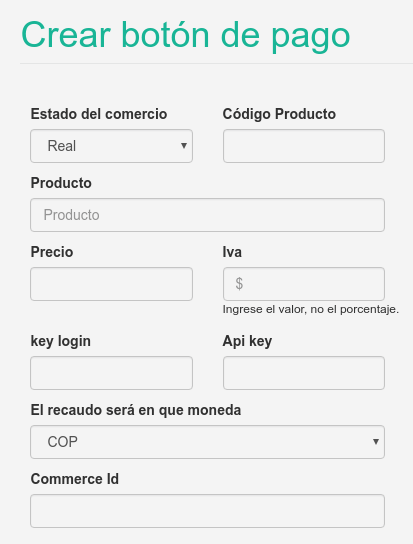 Crear botón de pago
Estado del comercio Código Producto
Real
Producto
Producto
Precio Iva
$
Ingrese el valor, no el porcentaje.
key login Api key
El recaudo será en que moneda
COP
Commerce Id